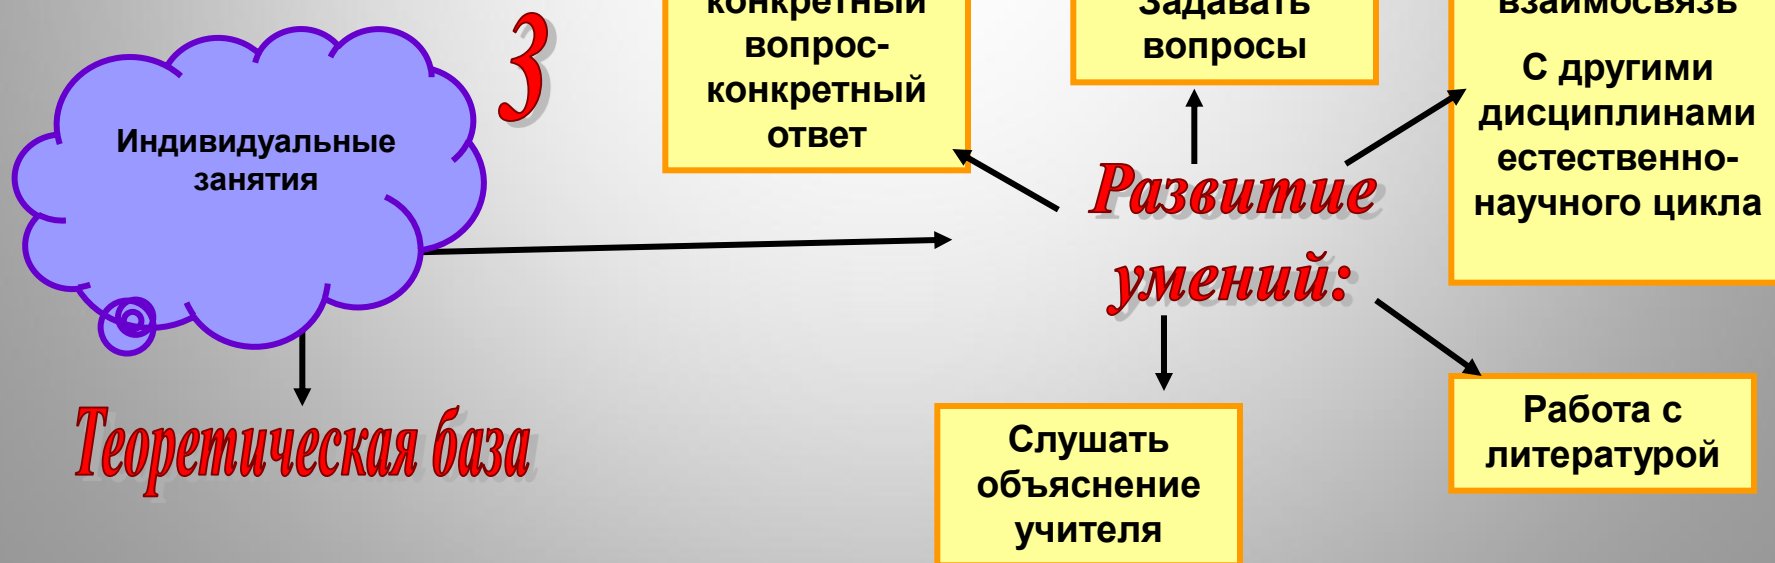 Индивидуальные
занятия
3
конкретный
вопрос-
конкретный
ответ
Задавать
вопросы
взаимосвязь
С другими
дисциплинами
естественно-
научного цикла
Развитие
умений:
Теоретическая база
Слушать
объяснение
учителя
Работа с
литературой